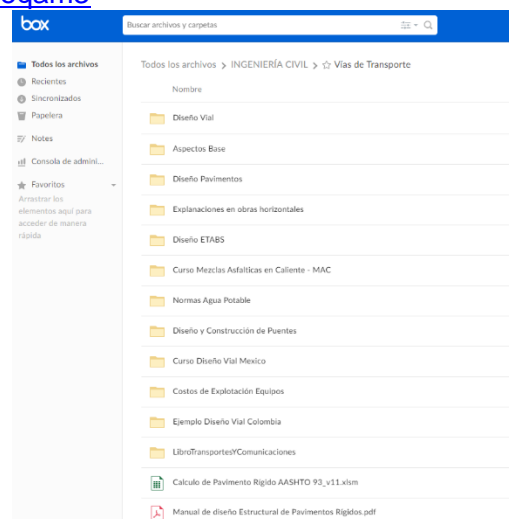 box
Buscar archivos y carpetas
Todos los archivos
Recientes
Sincronizados
Papelera
Notes
Consola de admini...
Favoritos
Arrastrar los
elementos aquí para
acceder de manera
rápida
Todos los archivos > INGENIERÍA CIVIL > Vías de Transporte
Nombre
Diseño Vial
Aspectos Base
Diseño Pavimentos
Explanaciones en obras horizontales
Diseño ETABS
Curso Mezclas Asfalticas en Caliente - MAC
Normas Agua Potable
Diseño y Construcción de Puentes
Curso Diseño Vial Mexico
Costos de Explotación Equipos
Ejemplo Diseño Vial Colombia
LibroTransportesYComunicaciones
Calculo de Pavimento Rígido AASHTO 93_v11.xlsm
Manual de diseño Estructural de Pavimentos Rígidos.pdf